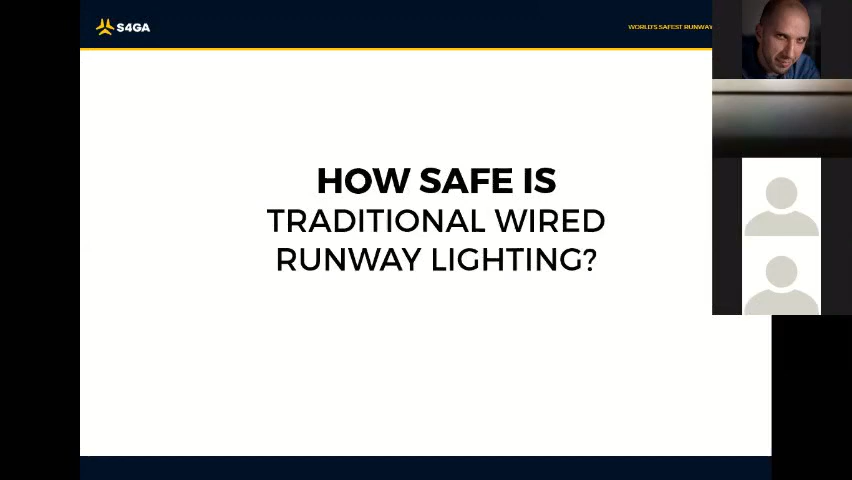 S4GA
WORLD'S SAFEST RUNWAY
HOW SAFE IS
TRADITIONAL WIRED
RUNWAY LIGHTING?